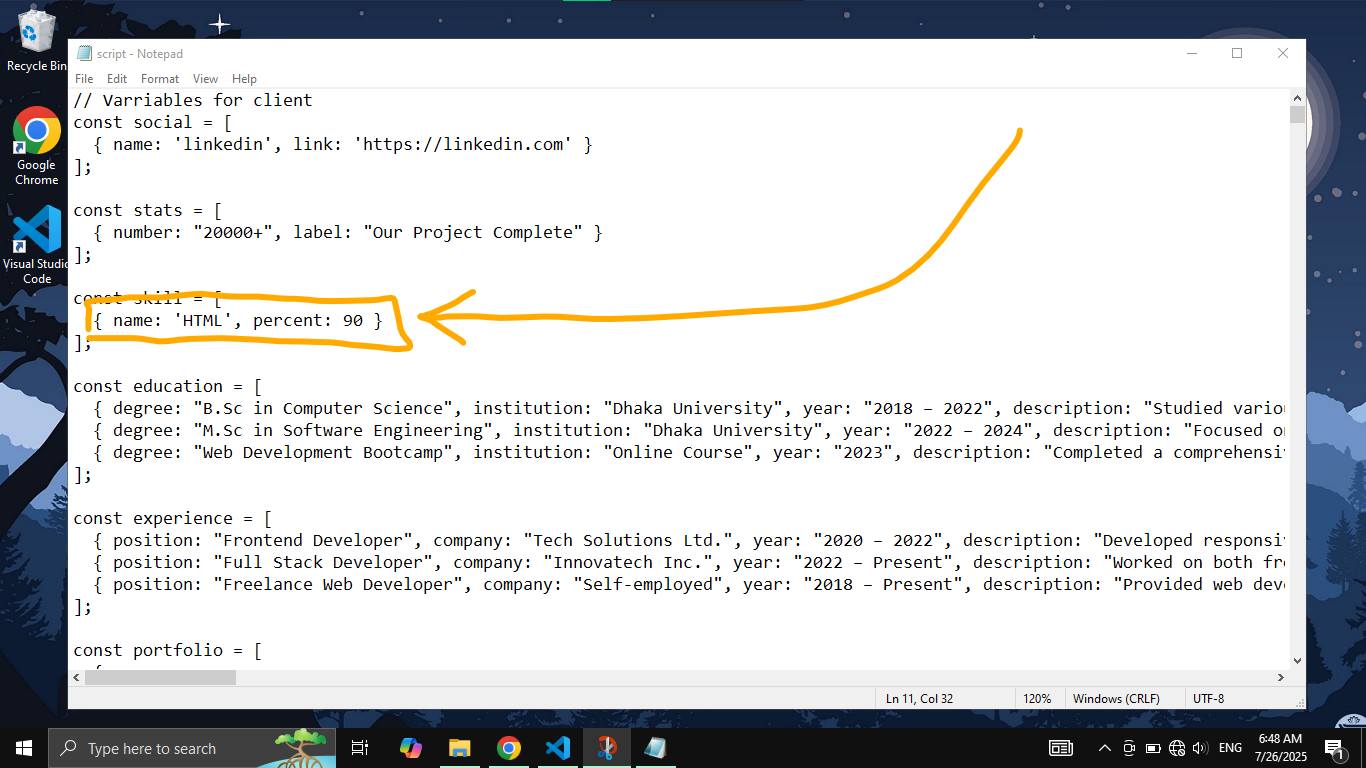 Recycle Bin
Google
Chrome
Visual Studio
Code
script - Notepad
File Edit Format View Help
// Varriables for client
const social = [
{ name: 'linkedin', link: 'https://linkedin.com' }
];
const stats = [
{ number: "20000+", label: "Our Project Complete" }
];
const skill = [
{ name: 'HTML', percent: 90 }
];
const education = [
{ degree: "B.Sc in Computer Science", institution: "Dhaka University", year: "2018 – 2022", description: "Studied vario
{ degree: "M.Sc in Software Engineering", institution: "Dhaka University", year: "2022 – 2024", description: "Focused o
{ degree: "Web Development Bootcamp", institution: "Online Course", year: "2023", description: "Completed a comprehensi
];
const experience = [
{ position: "Frontend Developer", company: "Tech Solutions Ltd.", year: "2020 – 2022", description: "Developed responsi
{ position: "Full Stack Developer", company: "Innovatech Inc.", year: "2022 – Present", description: "Worked on both fr
{ position: "Freelance Web Developer", company: "Self-employed", year: "2018 – Present", description: "Provided web dev
];
const portfolio = [
Ln 11, Col 32 120% Windows (CRLF) UTF-8
Type here to search
ENG
6:48 AM
7/26/2025
1